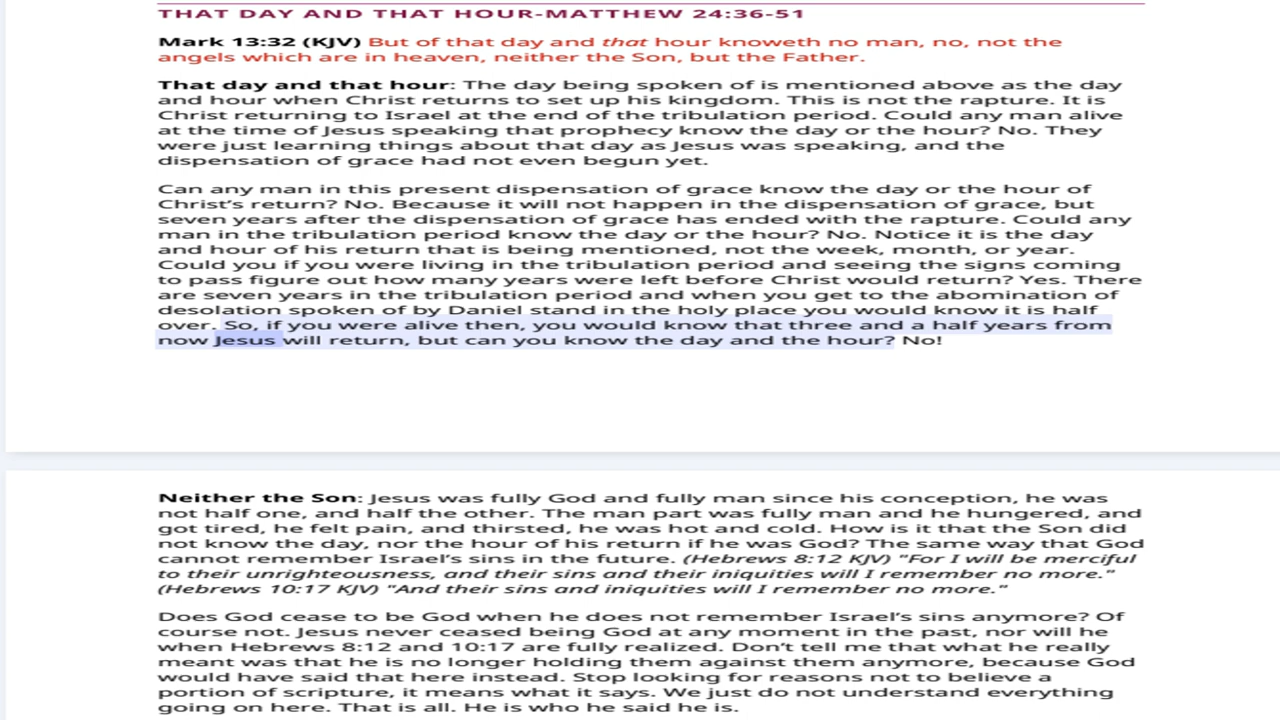 THAT DAY AND THAT HOUR-MATTHEW 24:36-51
Mark 13:32 (KJV) But of that day and that hour knoweth no man, no, not the
angels which are in heaven, neither the Son, but the Father.
That day and that hour: The day being spoken of is mentioned above as the day
and hour when Christ returns to set up his kingdom. This is not the rapture. It is
Christ returning to Israel at the end of the tribulation period. Could any man alive
at the time of Jesus speaking that prophecy know the day or the hour? No. They
were just learning things about that day as Jesus was speaking, and the
dispensation of grace had not even begun yet.
Can any man in this present dispensation of grace know the day or the hour of
Christ's return? No. Because it will not happen in the dispensation of grace, but
seven years after the dispensation of grace has ended with the rapture. Could any
man in the tribulation period know the day or the hour? No. Notice it is the day
and hour of his return that is being mentioned, not the week, month, or year.
Could you if you were living in the tribulation period and seeing the signs coming
to pass figure out how many years were left before Christ would return? Yes. There
are seven years in the tribulation period and when you get to the abomination of
desolation spoken of by Daniel stand in the holy place you would know it is half
over. So, if you were alive then, you would know that three and a half years from
now Jesus will return, but can you know the day and the hour? No!
Neither the Son: Jesus was fully God and fully man since his conception, he was
not half one, and half the other. The man part was fully man and he hungered, and
got tired, he felt pain, and thirsted, he was hot and cold. How is it that the Son did
not know the day, nor the hour of his return if he was God? The same way that God
cannot remember Israel's sins in the future. (Hebrews 8:12 KJV) "For I will be merciful
to their unrighteousness, and their sins and their iniquities will I remember no more."
(Hebrews 10:17 KJV) "And their sins and iniquities will I remember no more."
Does God cease to be God when he does not remember Israel's sins anymore? Of
course not. Jesus never ceased being God at any moment in the past, nor will he
when Hebrews 8:12 and 10:17 are fully realized. Don't tell me that what he really
meant was that he is no longer holding them against them anymore, because God
would have said that here instead. Stop looking for reasons not to believe a
portion of scripture, it means what it says. We just do not understand everything
going on here. That is all. He is who he said he is.